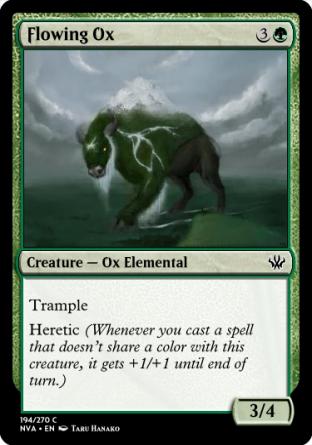 Flowing Ox 3
Creature — Ox Elemental
Trample
Heretic (Whenever you cast a spell
that doesn't share a color with this
creature, it gets +1/+1 until end of
turn.)
3/4
194/270 C
NVA • EN Taru Hanako